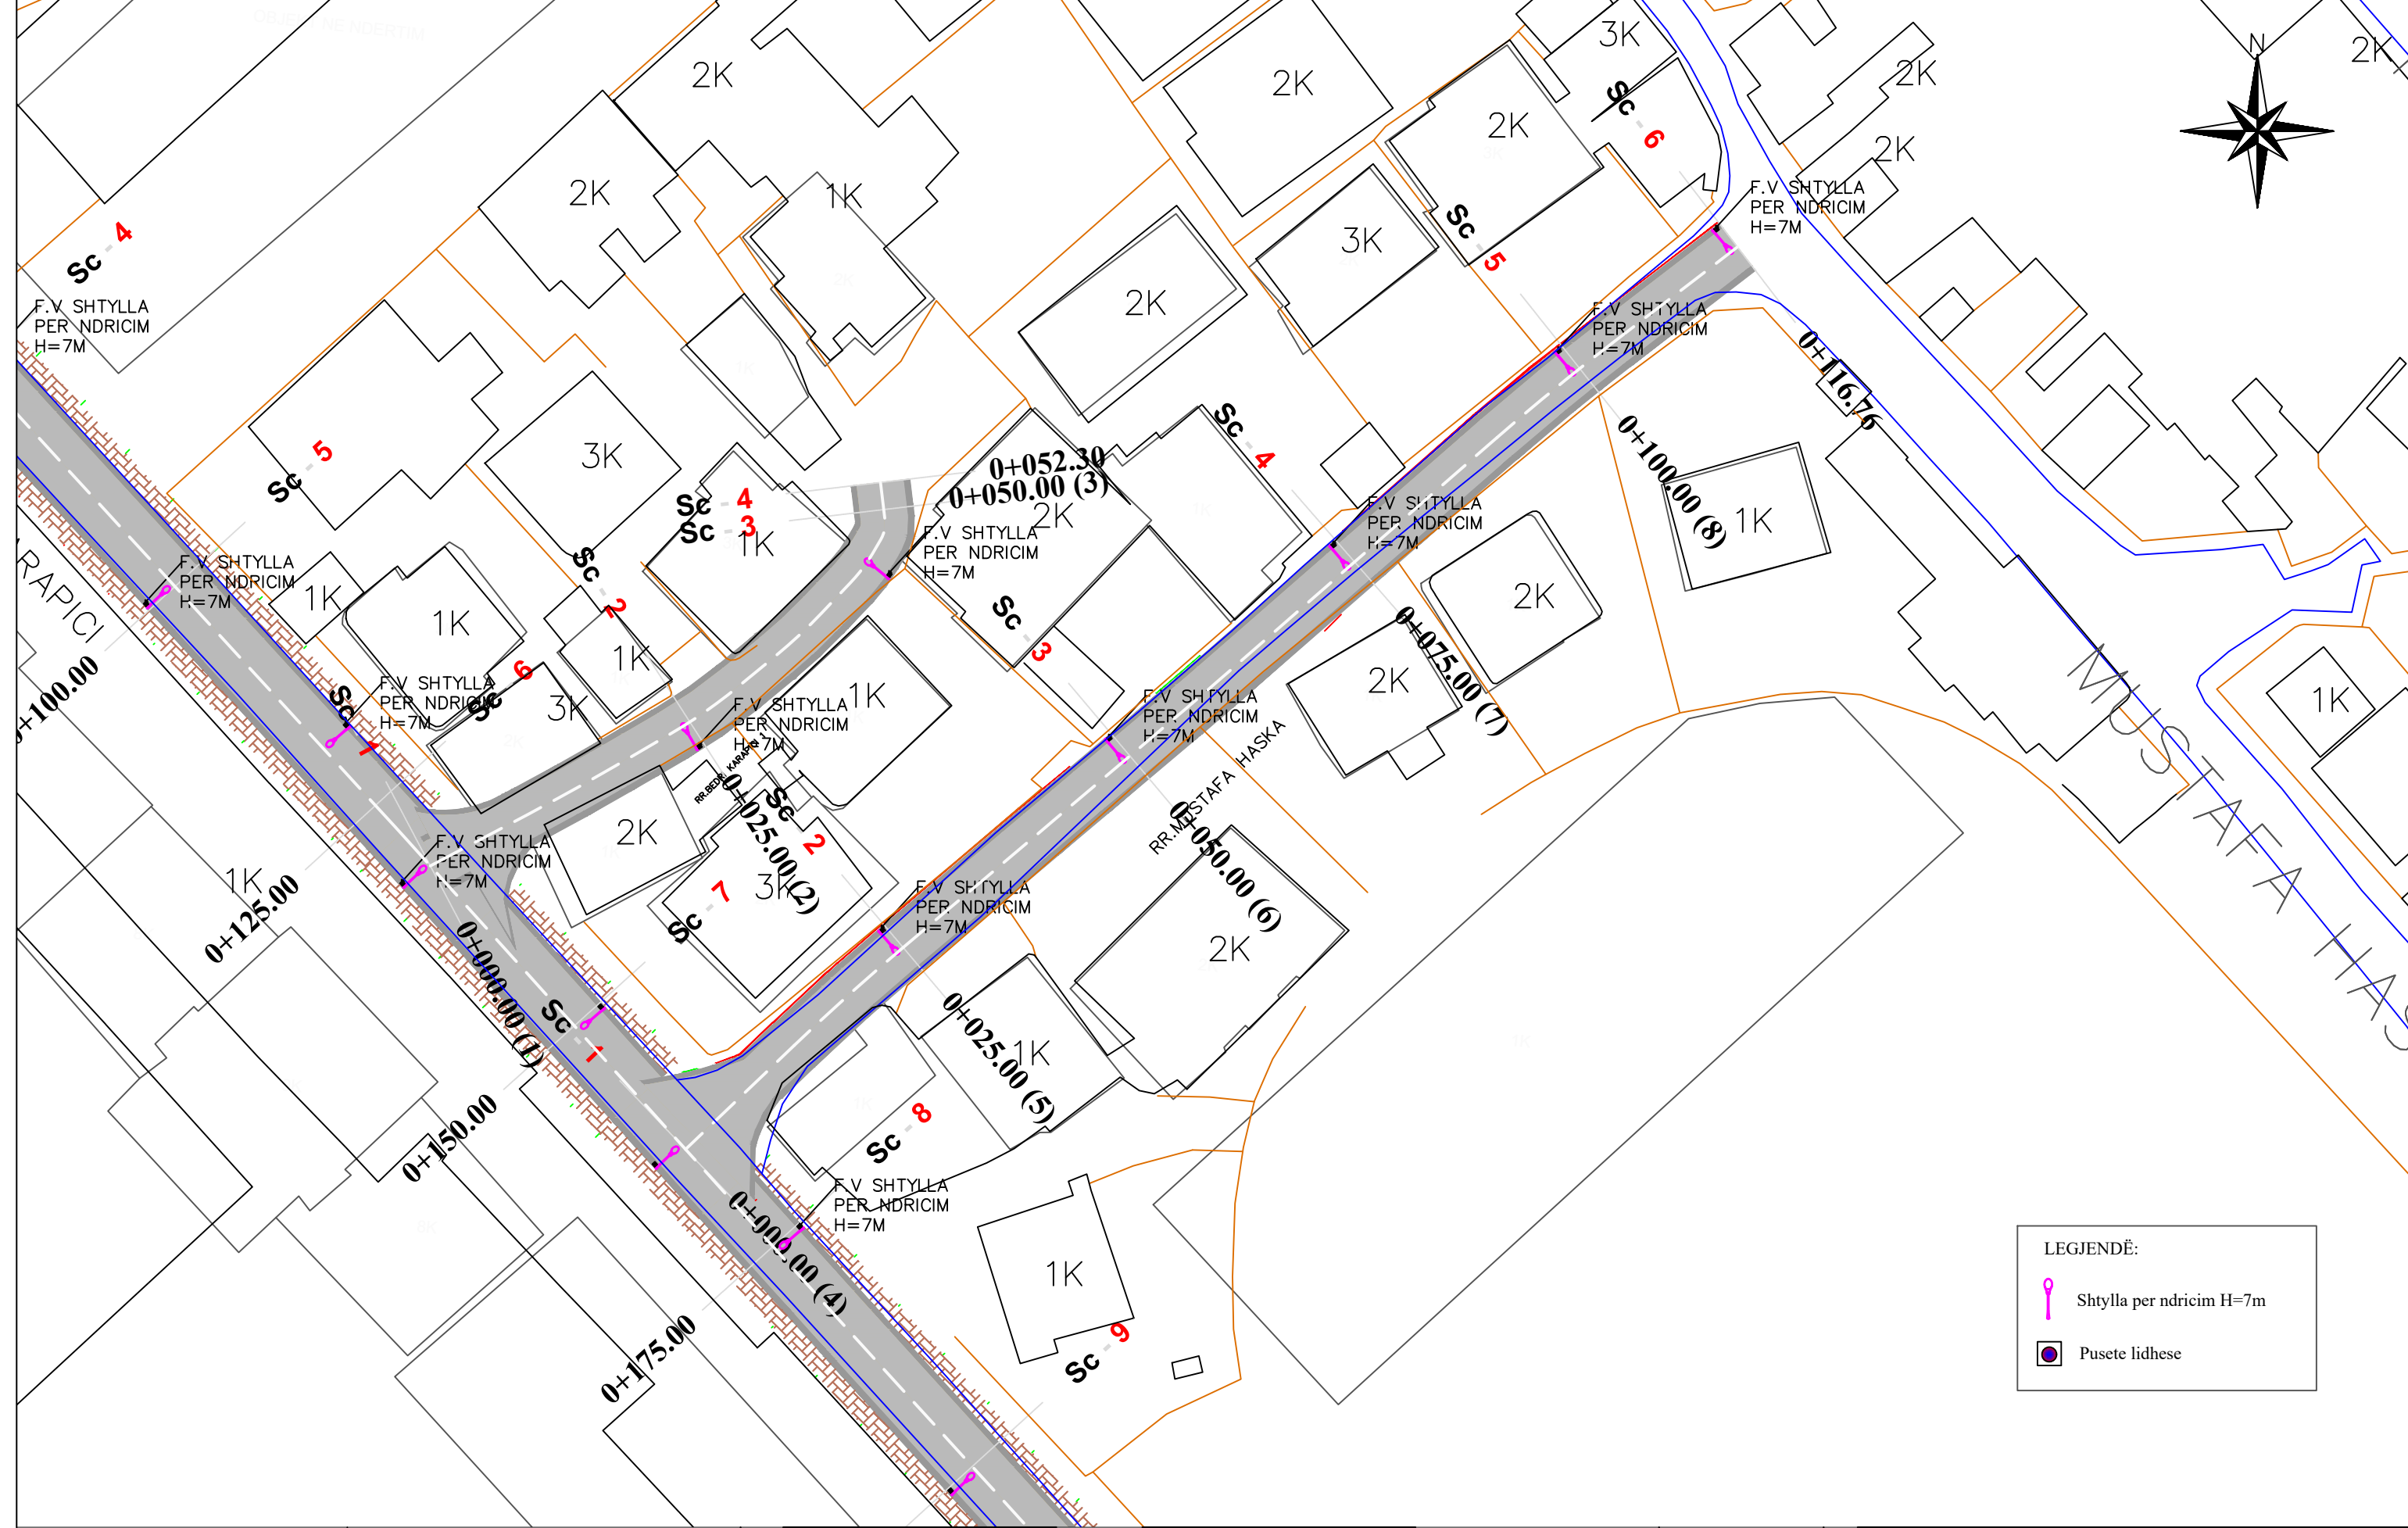 OBJEKT NE NDERTIM
2K
3K
2K
2K
2K
2K
N
2K
Sc - 6
2K
1K
2K
F.V SHTYLLA
PER NDRICIM
H=7M
Sc - 4
3K
Sc - 5
F.V SHTYLLA
PER NDRICIM
H=7M
2K
F.V SHTYLLA
PER NDRICIM
H=7M
0+116.76
Sc - 5
3K
Sc - 4
0+052.30
0+050.00 (3)
Sc - 4
Sc - 3
1K
2K
F.V SHTYLLA
PER NDRICIM
H=7M
0+100.00 (8)
1K
F.V SHTYLLA
PER NDRICIM
H=7M
F.V SHTYLLA
PER NDRICIM
H=7M
1K
1K
Sc - 2
1K
Sc - 3
2K
2K
0+075.00 (7)
RAPICI
0+100.00
Sc - 1
F.V SHTYLLA
PER NDRICIM
H=7M
Sc - 6
3K
F.V SHTYLLA
PER NDRICIM
H=7M
1K
F.V SHTYLLA
PER NDRICIM
H=7M
MUSTAFA HAS
1K
RR.BEDRI KARAPICI 1
0+025.00 (2)
Sc - 2
RR.MUSTAFA HASKA
0+050.00 (6)
2K
F.V SHTYLLA
PER NDRICIM
H=7M
1K
0+125.00
Sc - 7
3K
F.V SHTYLLA
PER NDRICIM
H=7M
2K
0+000.00 (1)
Sc - 1
0+025.00 (5)
1K
0+150.00
Sc - 8
F.V SHTYLLA
PER NDRICIM
H=7M
0+000.00 (4)
1K
0+175.00
Sc - 9
LEGJENDË:
Shtylla per ndricim H=7m
Pusete lidhese